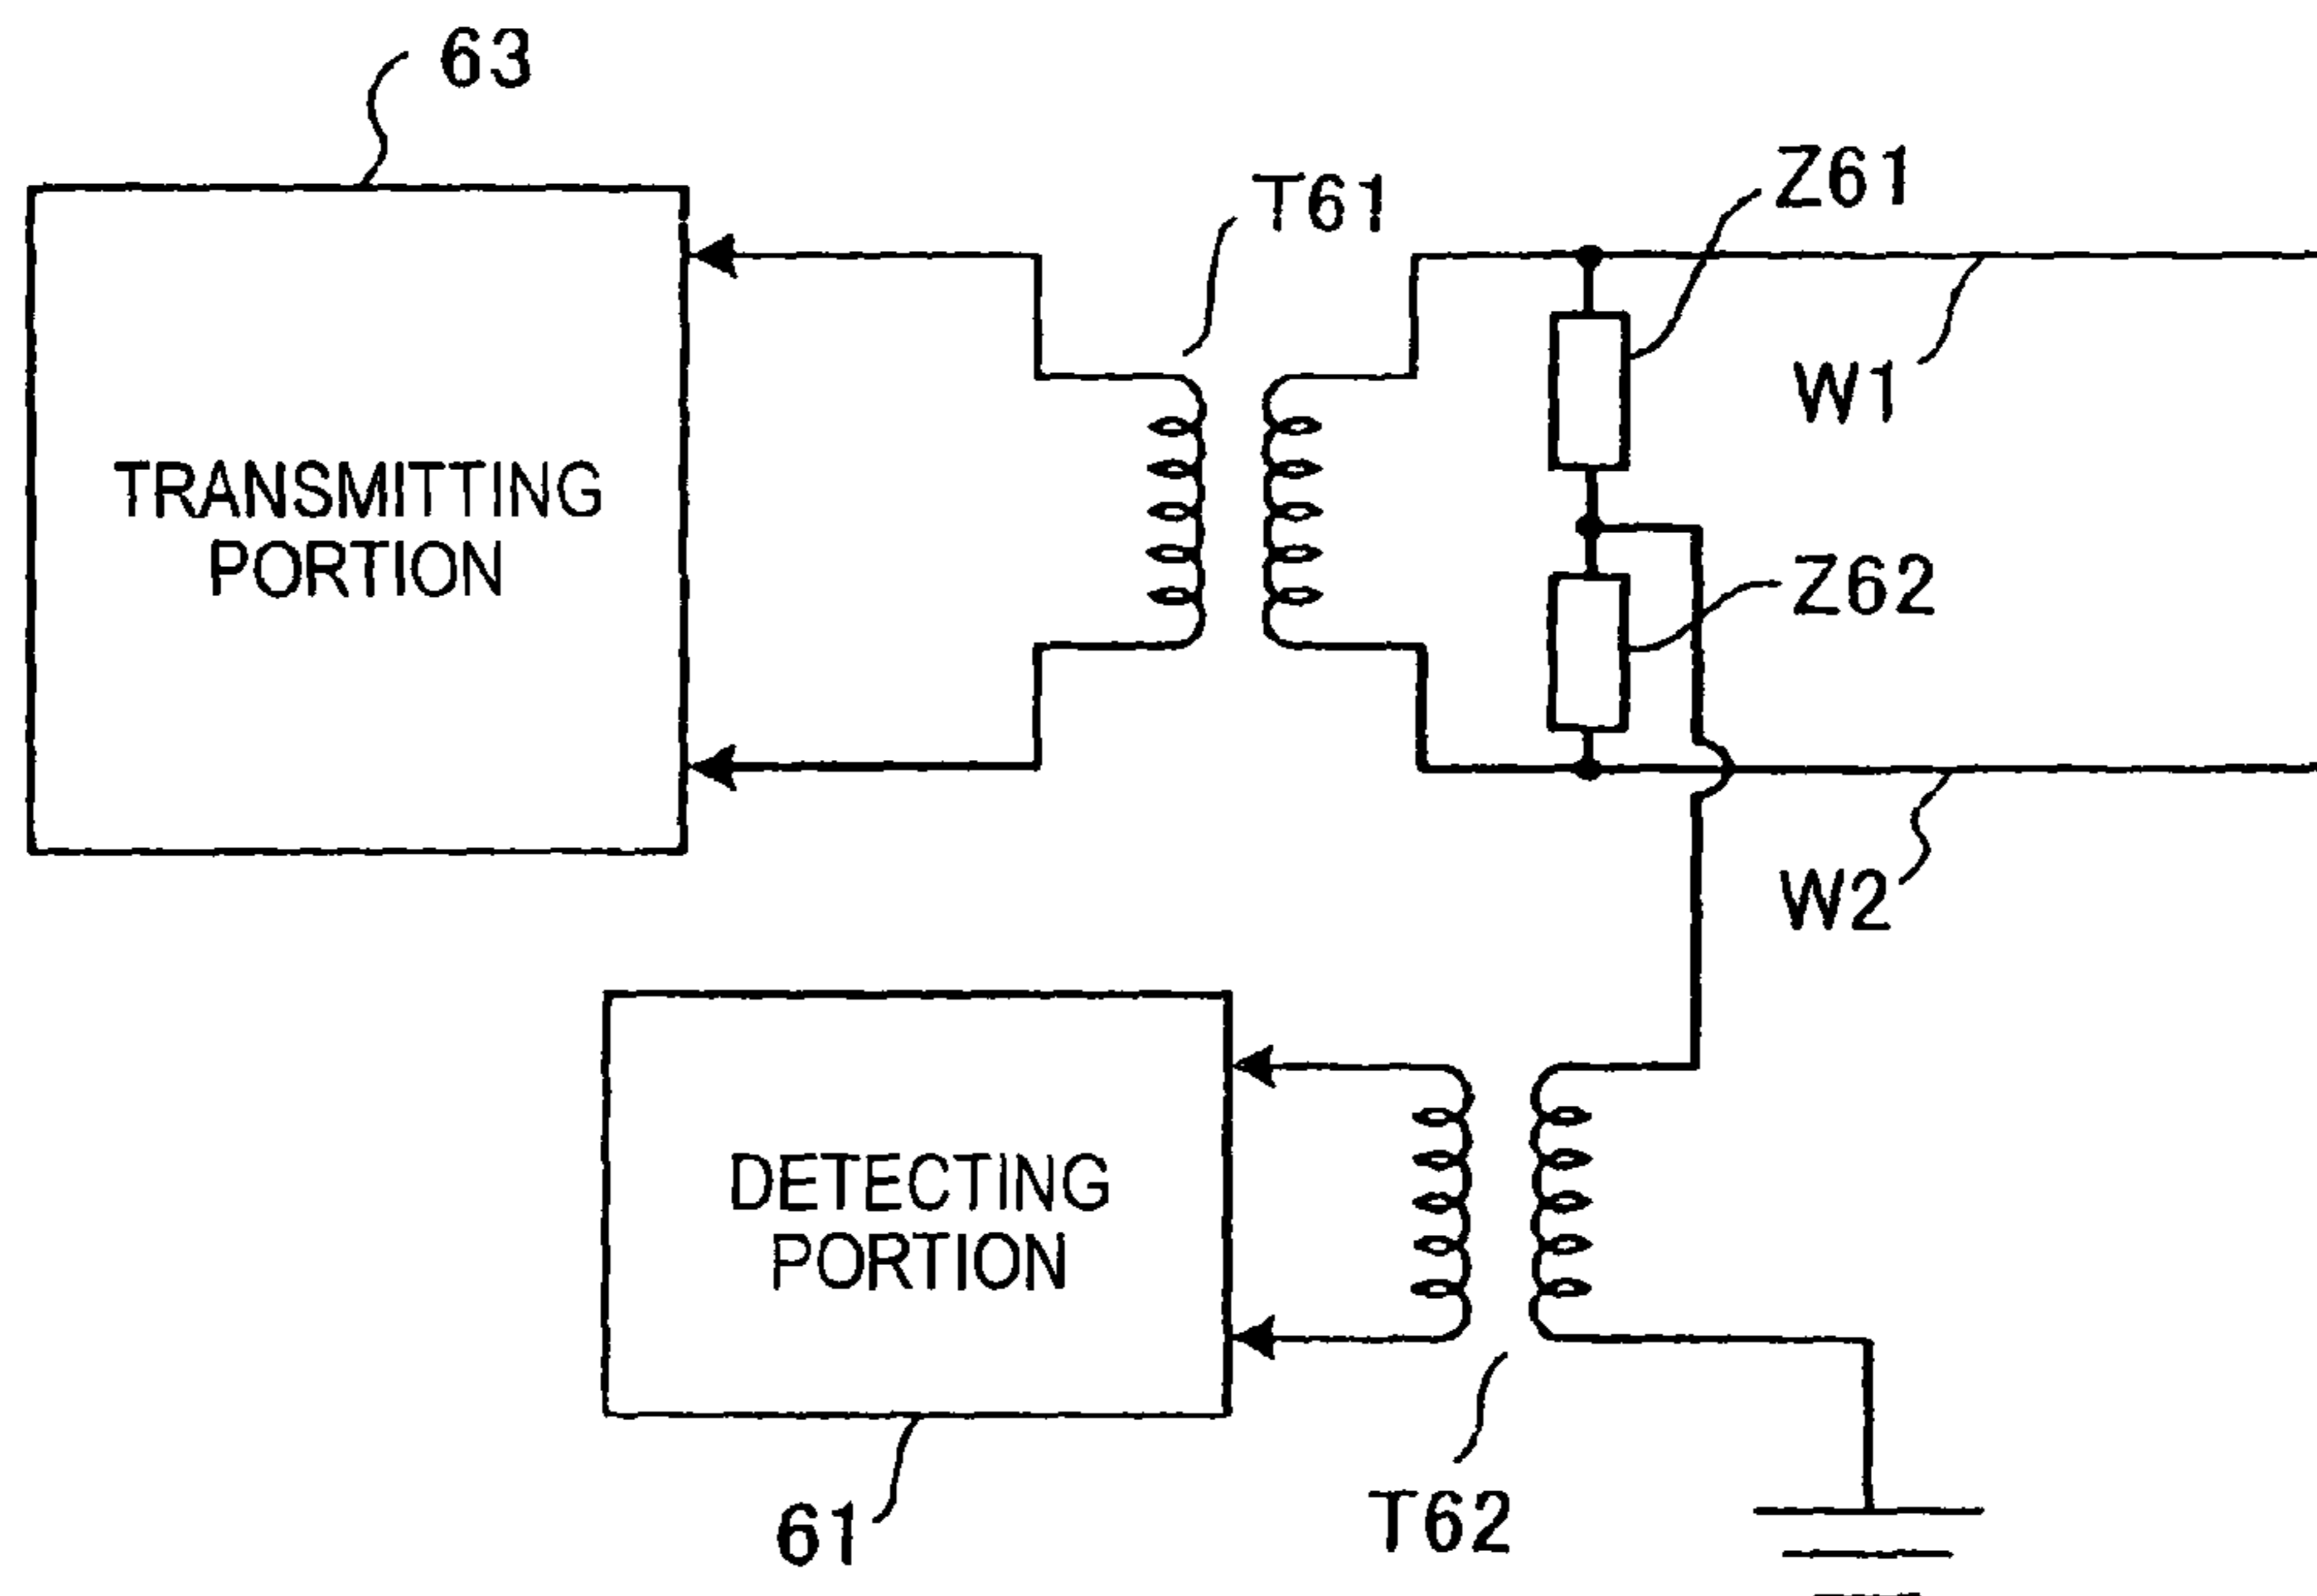 63
T61
Z61
W1
TRANSMITTING
PORTION
Z62
W2
DETECTING
PORTION
61
T62